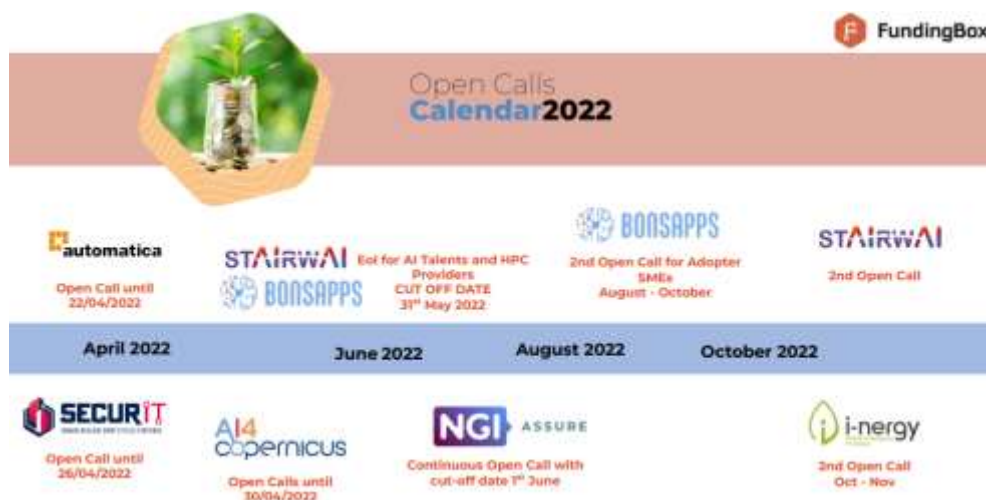 FundingBox
Open Calls
Calendar2022
automatica
Open Call until
22/04/2022
STAIRWAI
BONSAPPS
EoI for AI Talents and HPC
Providers
CUT OFF DATE
31st May 2022
BONSAPPS
2nd Open Call for Adopter
SMEs
August - October
STAIRWAI
2nd Open Call
April 2022
June 2022
August 2022
October 2022
SECURIT
Open Call until
26/04/2022
AI4
COPERNICUS
Open Calls until
30/04/2022
NGI ASSURE
Continuous Open Call with
cut-off date 1st June
i-nergy
2nd Open Call
Oct - Nov